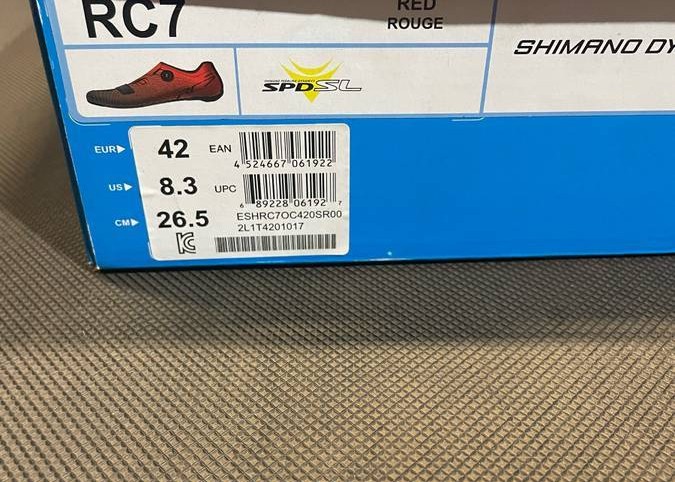 RC7
RED
ROUGE
SHIMANO DY
SPD-SL
EUR▶ 42 EAN
4 524667 061922
US▶ 8.3 UPC
6 89228 06192 7
CM▶ 26.5 ESHRC7OC420SR00
2L1T4201017